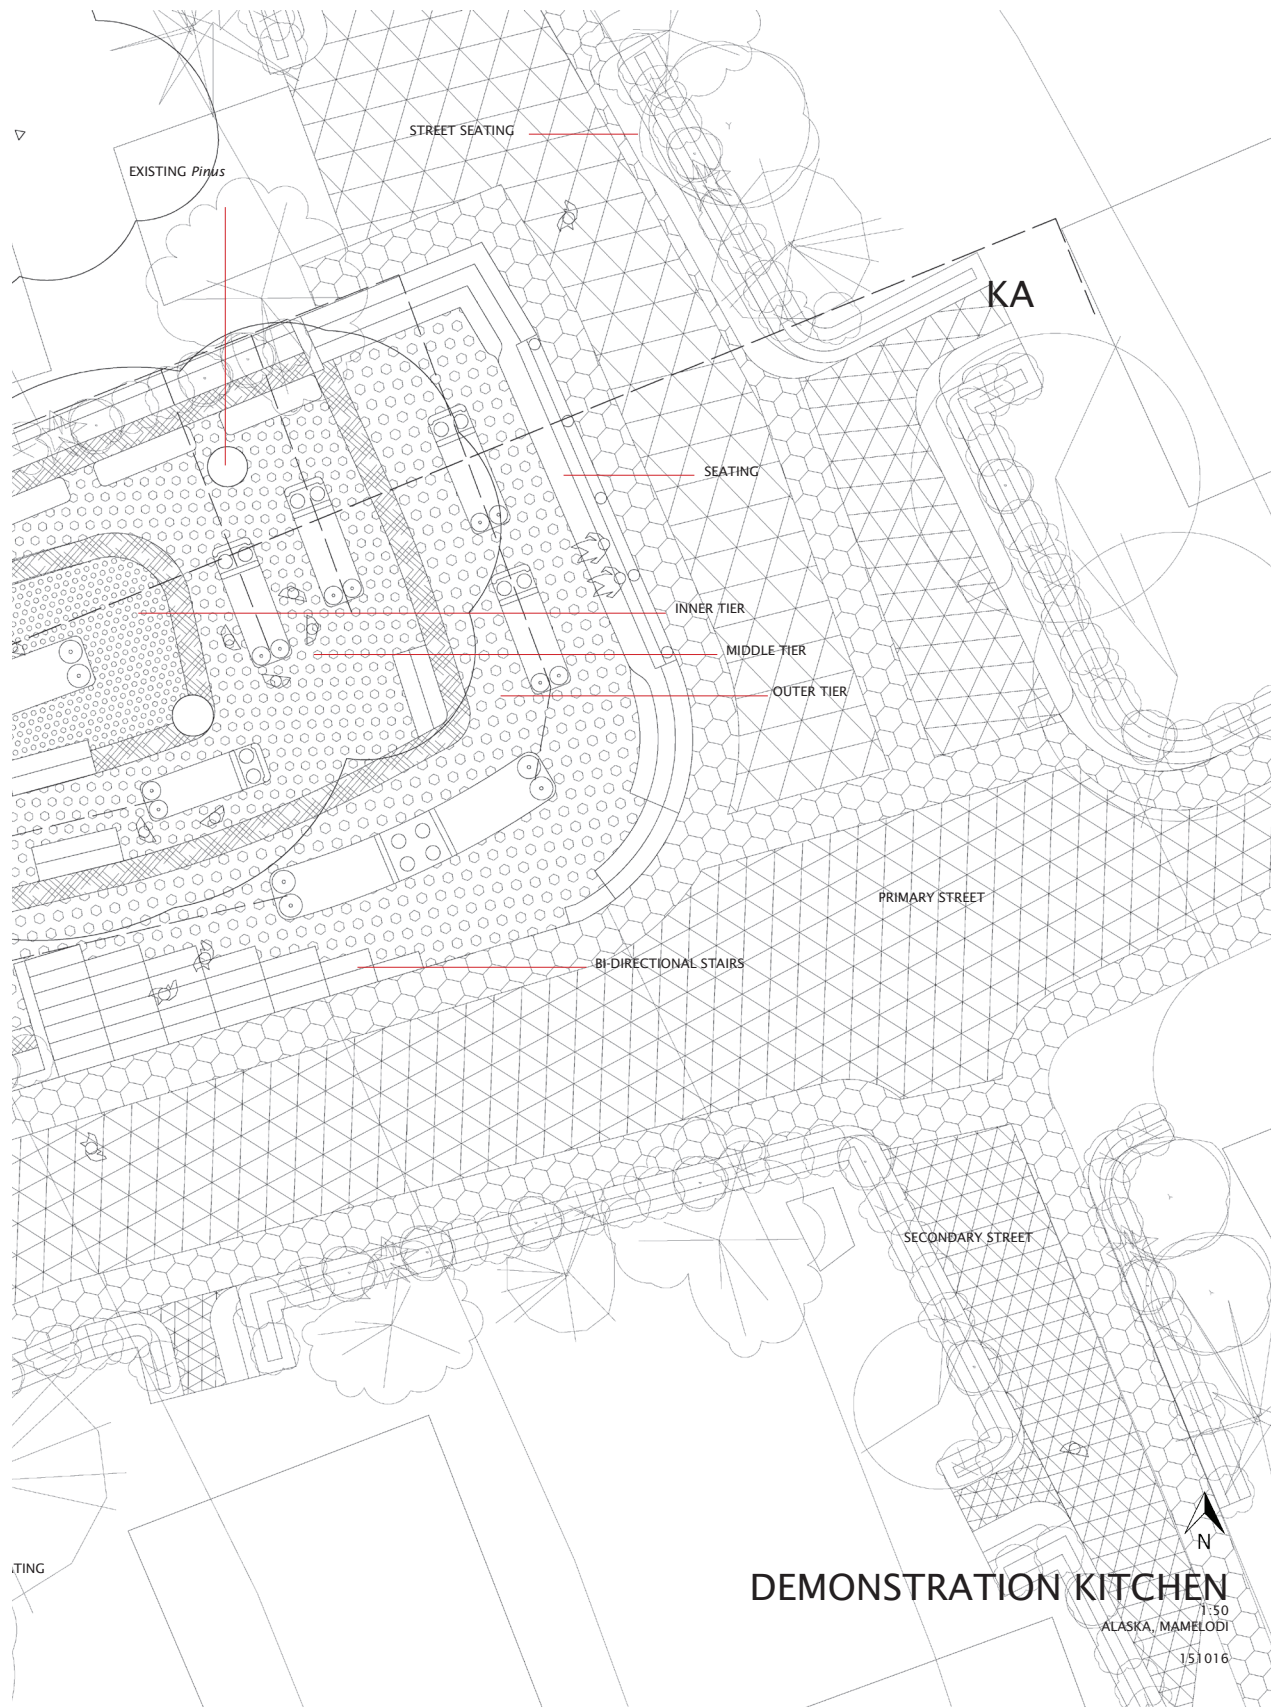 STREET SEATING
EXISTING Pinus
KA
SEATING
INNER TIER
MIDDLE TIER
OUTER TIER
PRIMARY STREET
BI-DIRECTIONAL STAIRS
SECONDARY STREET
N
TING
DEMONSTRATION KITCHEN
1:50
ALASKA, MAMELODI
151016